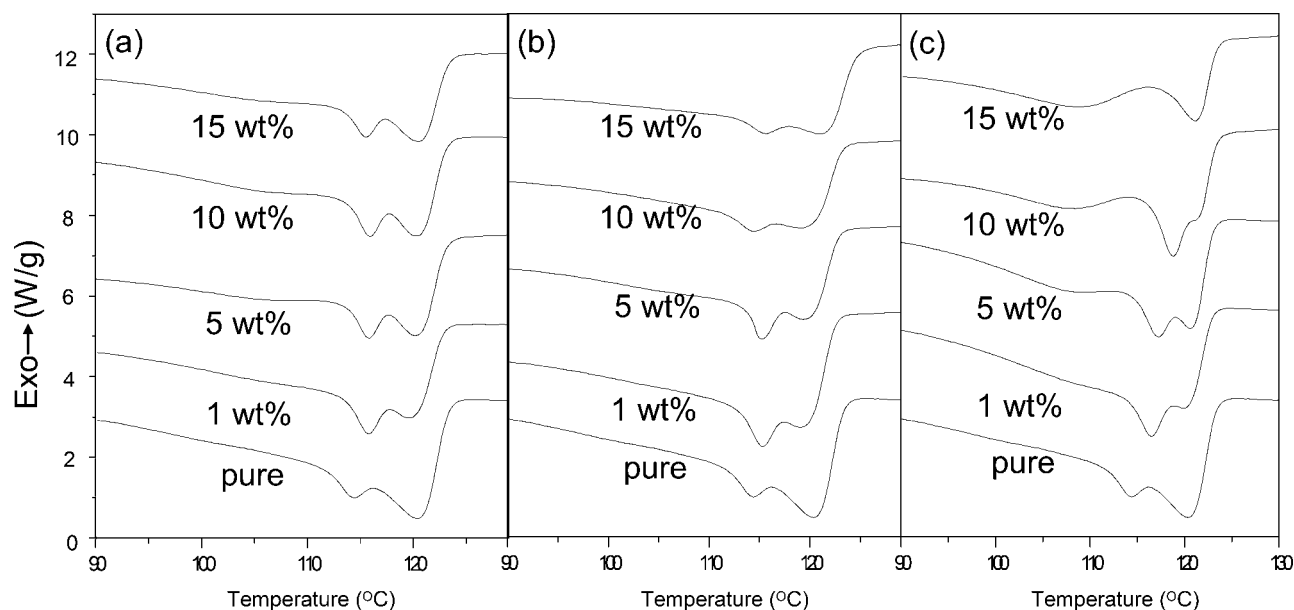 (a)
12
15 wt%
10
10 wt%
8
5 wt%
6
1 wt%
4
pure
2
0
Exo→(W/g)
90 100 110 120
Temperature (°C)
(b)
15 wt%
10 wt%
5 wt%
1 wt%
pure
90 100 110 120
Temperature (°C)
(c)
15 wt%
10 wt%
5 wt%
1 wt%
pure
90 100 110 120 130
Temperature (°C)